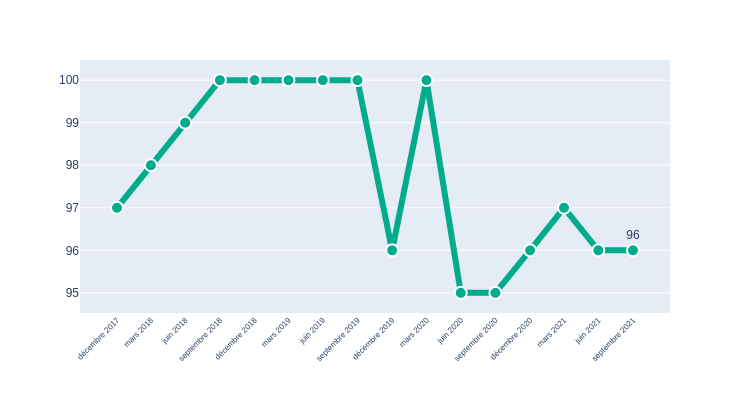 100
99
98
97
96
95
96
décembre 2017
mars 2018
juin 2018
septembre 2018
décembre 2018
mars 2019
juin 2019
septembre 2019
décembre 2019
mars 2020
juin 2020
septembre 2020
décembre 2020
mars 2021
juin 2021
septembre 2021